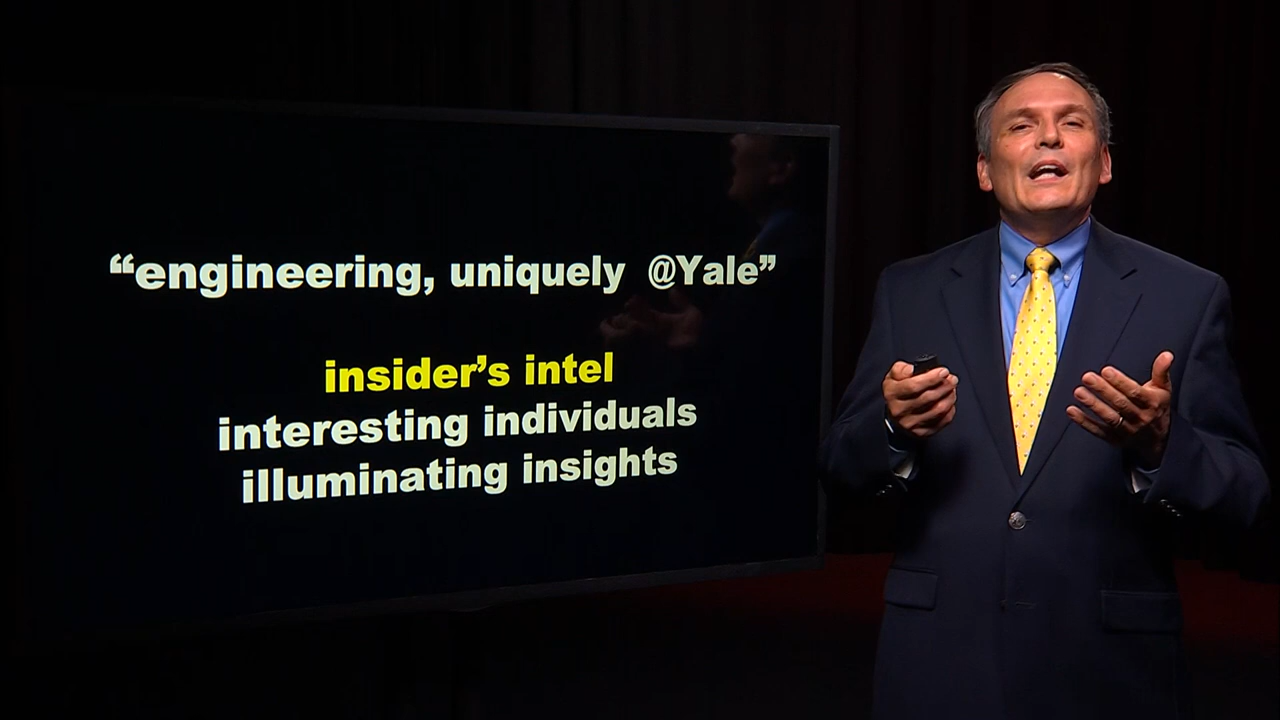 “engineering, uniquely @Yale”
insider’s intel
interesting individuals
illuminating insights